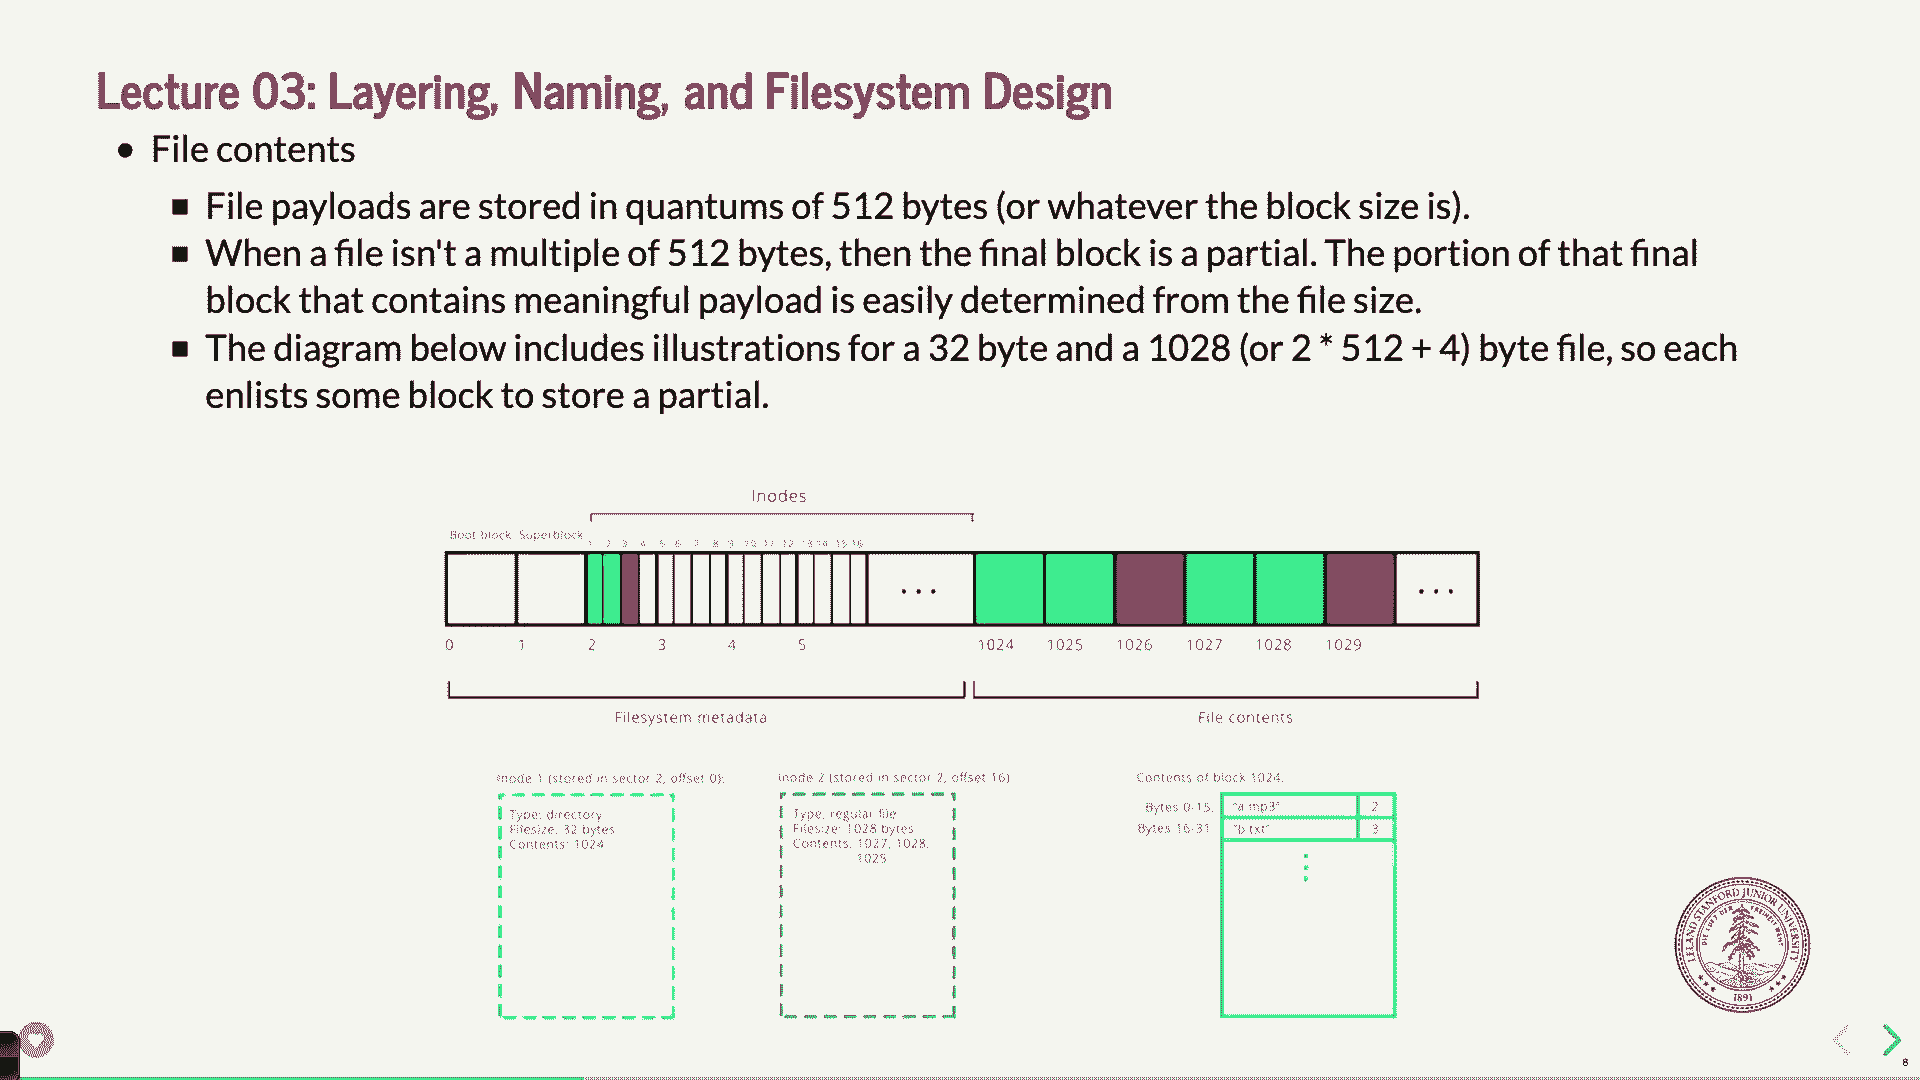 Lecture 03: Layering, Naming, and Filesystem Design
File contents
File payloads are stored in quantums of 512 bytes (or whatever the block size is).
When a file isn't a multiple of 512 bytes, then the final block is a partial. The portion of that final
block that contains meaningful payload is easily determined from the file size.
The diagram below includes illustrations for a 32 byte and a 1028 (or 2 * 512 + 4) byte file, so each
enlists some block to store a partial.
Inodes
Boot block Superblock
1 2 3 4 5 6 7 8 9 10 11 12 13 14 15 16
... ...
0 1 2 3 4 5 1024 1025 1026 1027 1028 1029
Filesystem metadata File contents
Inode 1 (stored in sector 2, offset 0):
Type: directory
Filesize: 32 bytes
Contents: 1024
Inode 2 (stored in sector 2, offset 16)
Type: regular file
Filesize: 1028 bytes
Contents: 1027, 1028,
1025
Contents of block 1024:
Bytes 0-15: "a.mp3" 2
Bytes 16-31 "b.txt" 3
LELAND STANFORD JUNIOR UNIVERSITY
DIE LUFT DER FREIHEIT WEHT
1891
8